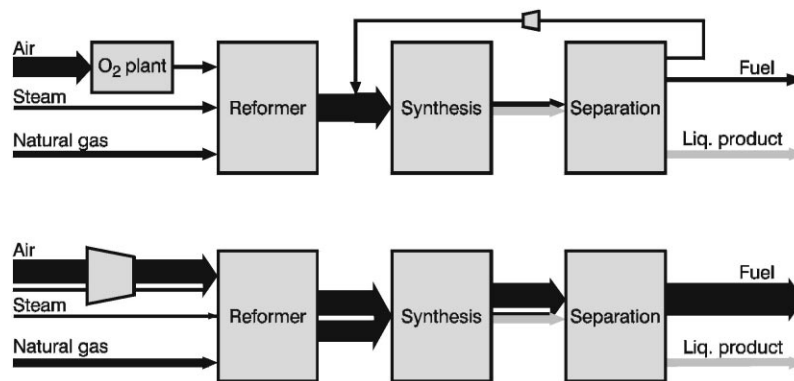 Air
O₂ plant
Steam
Natural gas
Reformer
Synthesis
Separation
Fuel
Liq. product
Air
Steam
Natural gas
Reformer
Synthesis
Separation
Fuel
Liq. product